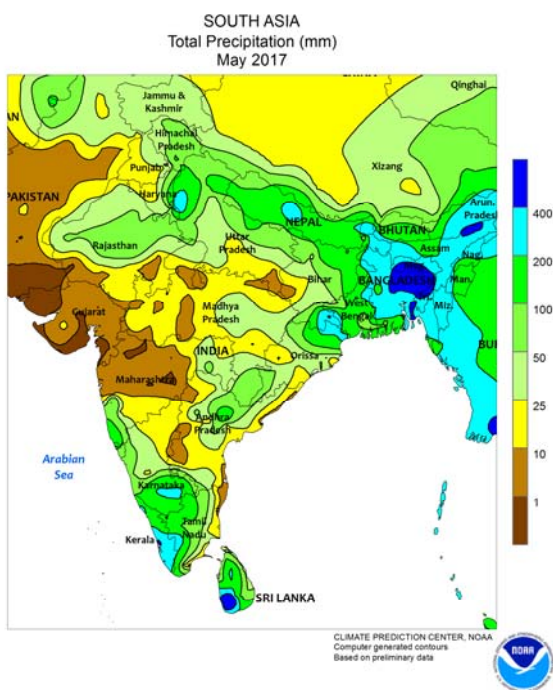 SOUTH ASIA
Total Precipitation (mm)
May 2017
CHINA
Qinghai
Jammu &
Kashmir
Himachal
Pradesh
Xizang
Punjab
Haryana
PAKISTAN
Arun.
Pradesh
NEPAL
BHUTAN
Assam
Nag.
Uttar
Pradesh
Rajasthan
Bihar
BANGLADESH
Man.
Miz.
West
Bengal
Gujarat
Madhya
Pradesh
INDIA
Orissa
Maharashtra
Andhra
Pradesh
Arabian
Sea
Karnataka
Tamil
Nadu
Kerala
SRI LANKA
400
200
100
50
25
10
1
CLIMATE PREDICTION CENTER, NOAA
Computer generated contours
Based on preliminary data
NOAA